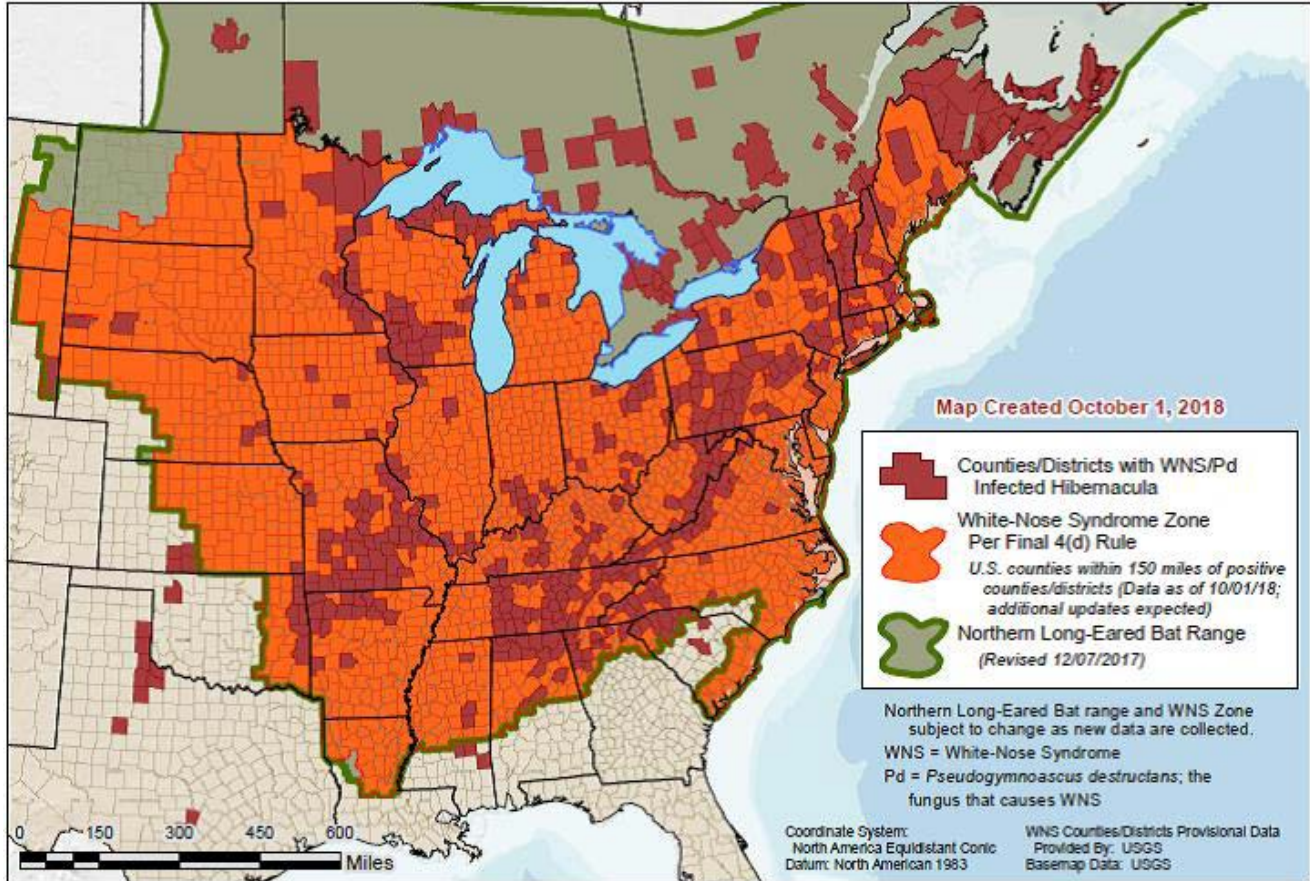 Map Created October 1, 2018
Counties/Districts with WNS/Pd
Infected Hibernacula
White-Nose Syndrome Zone
Per Final 4(d) Rule
U.S. counties within 150 miles of positive
counties/districts (Data as of 10/01/18;
additional updates expected)
Northern Long-Eared Bat Range
(Revised 12/07/2017)
Northern Long-Eared Bat range and WNS Zone
subject to change as new data are collected.
WNS = White-Nose Syndrome
Pd = Pseudogymnoascus destructans; the
fungus that causes WNS
Coordinate System:
North America Equidistant Conic
Datum: North American 1983
WNS Counties/Districts Provisional Data
Provided By: USGS
Basemap Data: USGS
0 150 300 450 600
Miles